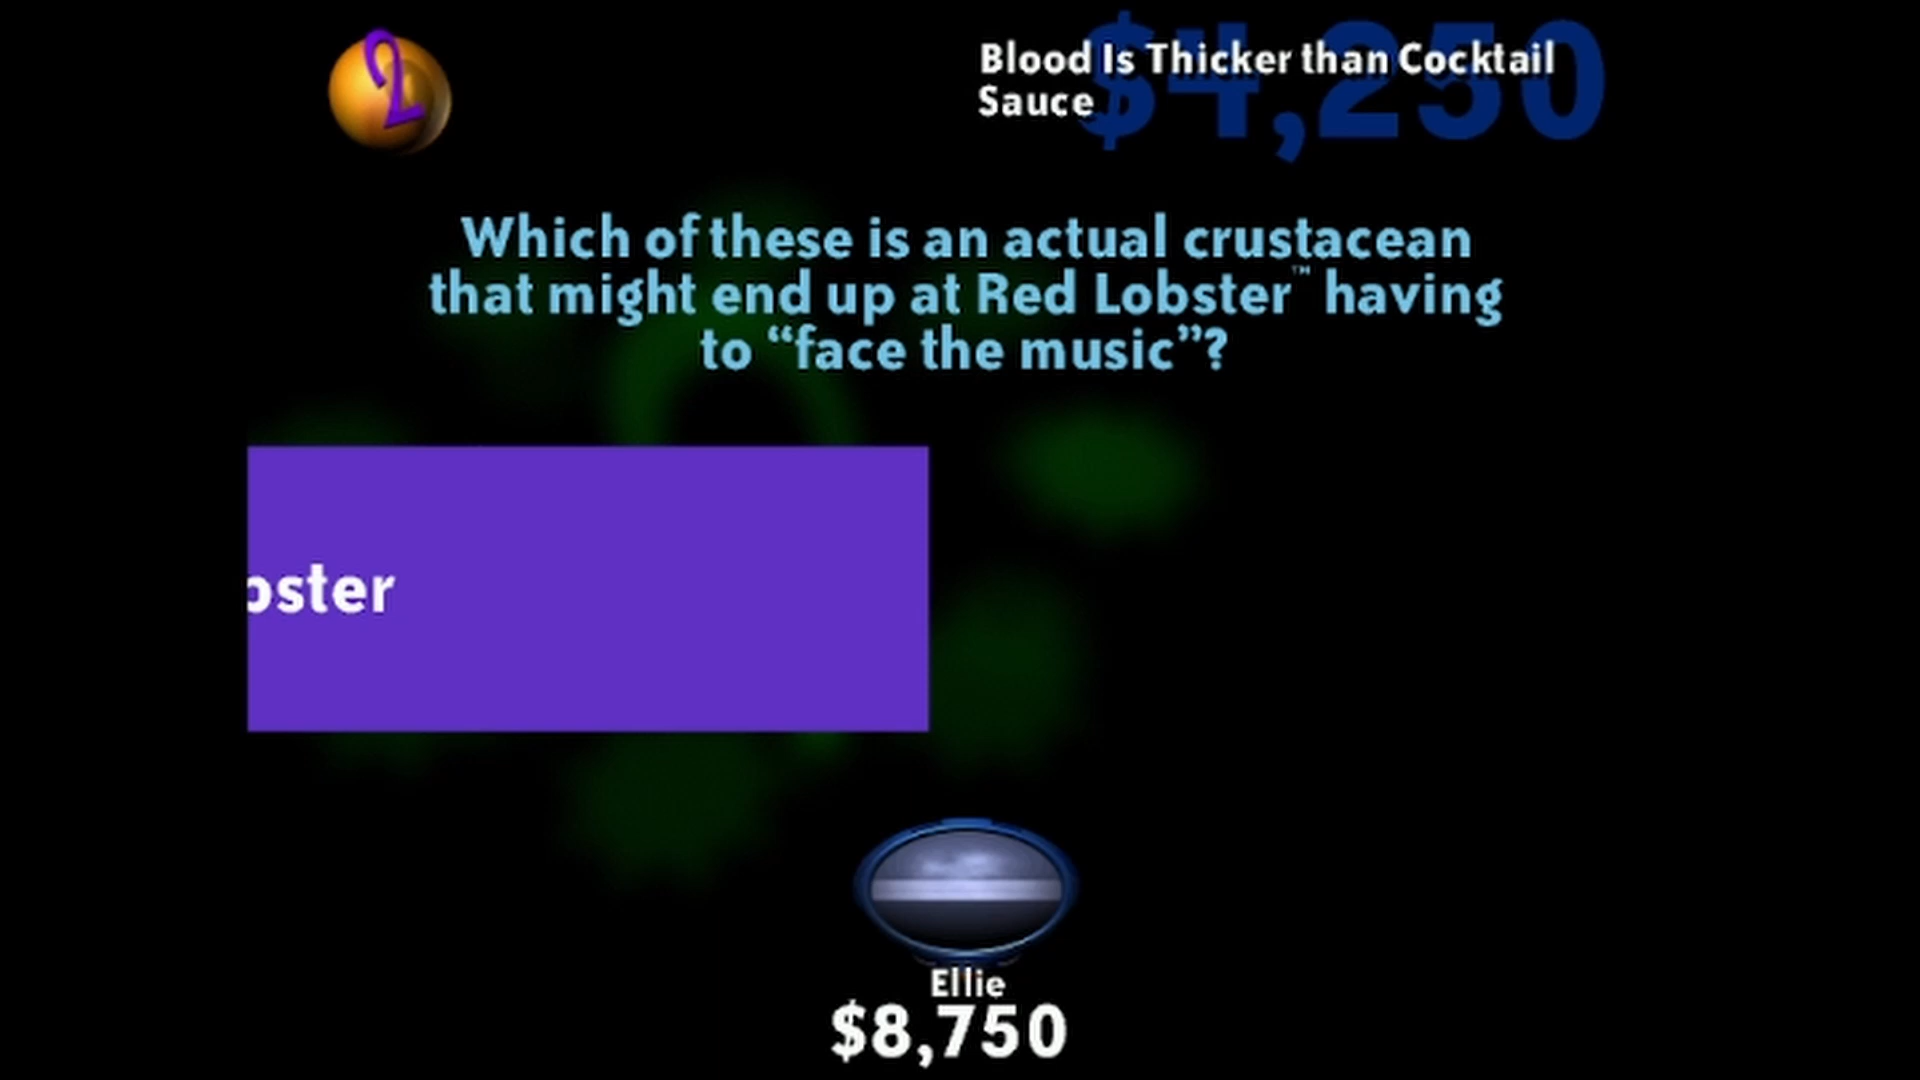 2
Blood Is Thicker than Cocktail
Sauce
$4,250
Which of these is an actual crustacean
that might end up at Red Lobster™ having
to “face the music”?
bster
Ellie
$8,750